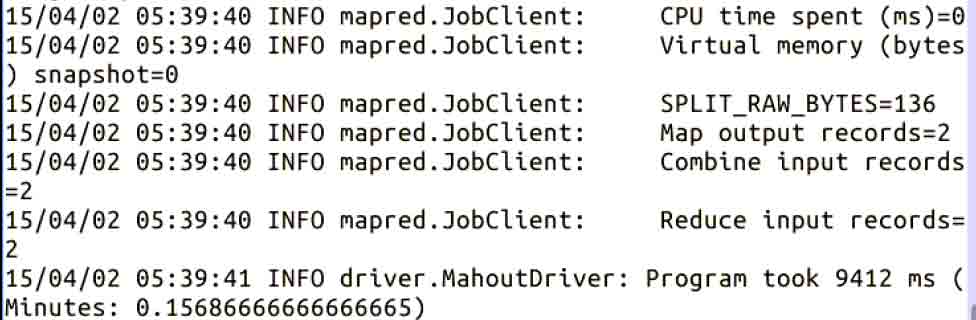 15/04/02 05:39:40 INFO mapred.JobClient:     CPU time spent (ms)=0
15/04/02 05:39:40 INFO mapred.JobClient:     Virtual memory (bytes
) snapshot=0
15/04/02 05:39:40 INFO mapred.JobClient:     SPLIT_RAW_BYTES=136
15/04/02 05:39:40 INFO mapred.JobClient:     Map output records=2
15/04/02 05:39:40 INFO mapred.JobClient:     Combine input records
=2
15/04/02 05:39:40 INFO mapred.JobClient:     Reduce input records=
2
15/04/02 05:39:41 INFO driver.MahoutDriver: Program took 9412 ms (
Minutes: 0.156866666666666665)